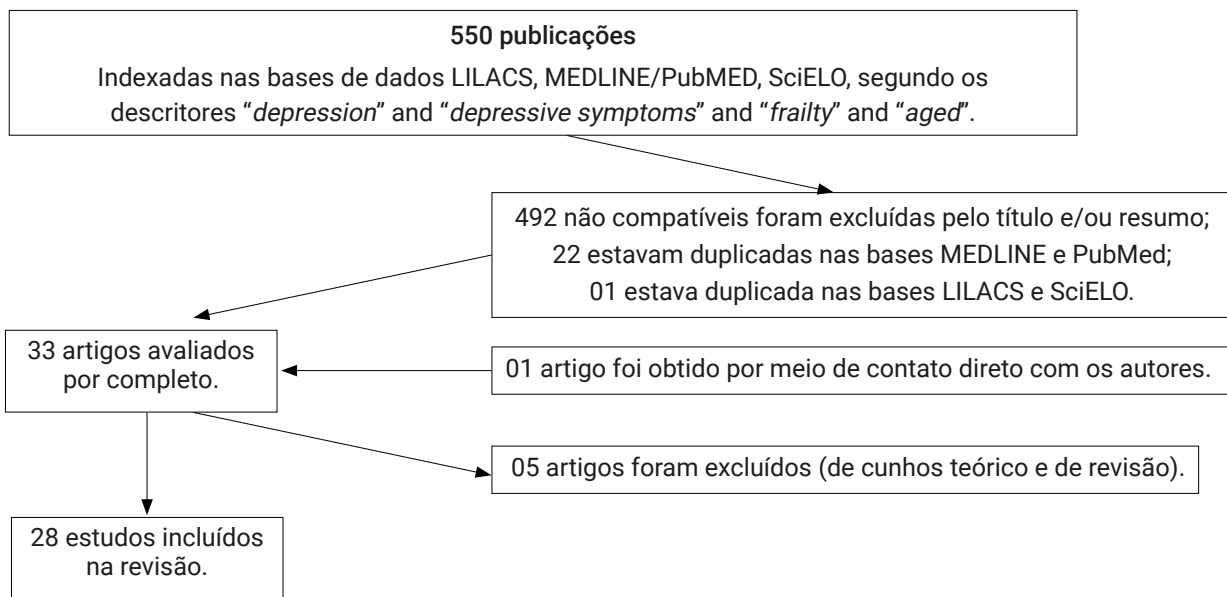 550 publicações
Indexadas nas bases de dados LILACS, MEDLINE/PubMED, SciELO, segundo os
descritores “depression” and “depressive symptoms” and “frailty” and “aged”.
492 não compatíveis foram excluídas pelo título e/ou resumo;
22 estavam duplicadas nas bases MEDLINE e PubMed;
01 estava duplicada nas bases LILACS e SciELO.
33 artigos avaliados
por completo.
01 artigo foi obtido por meio de contato direto com os autores.
05 artigos foram excluídos (de cunhos teórico e de revisão).
28 estudos incluídos
na revisão.